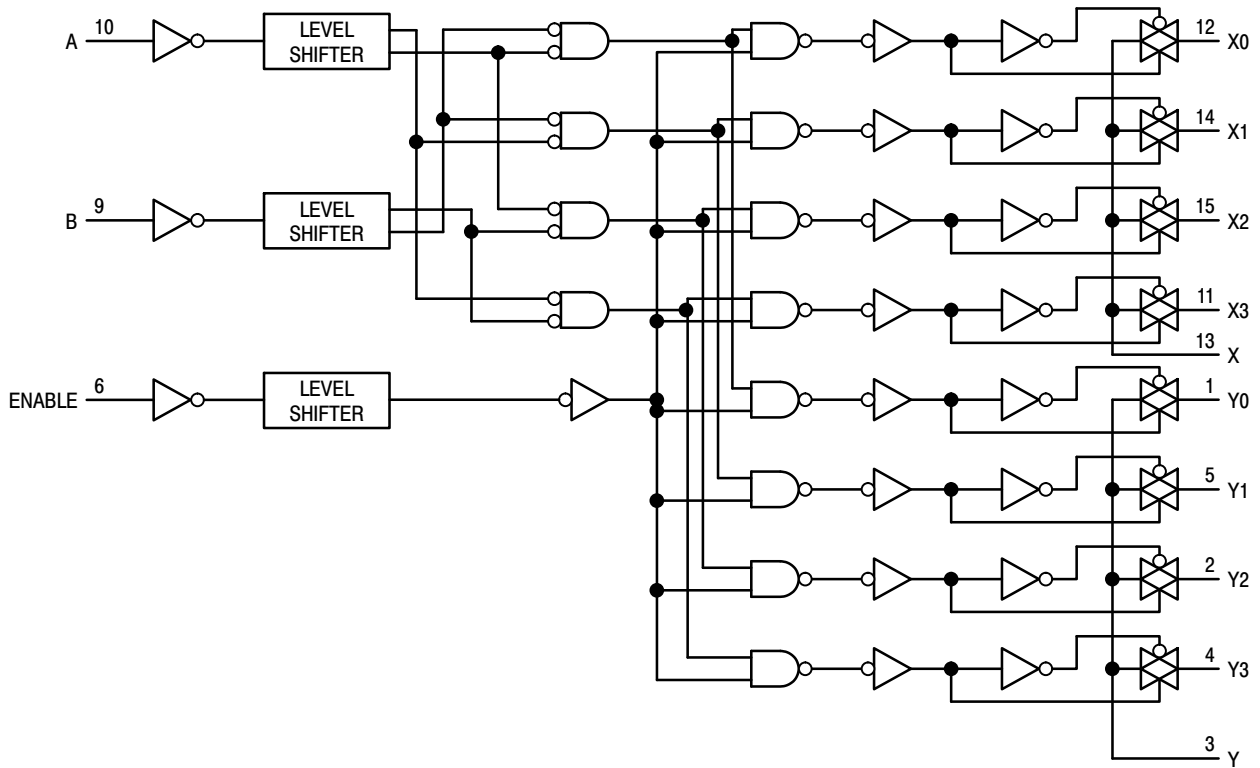 A 10 LEVEL SHIFTER 12 X0
14 X1
B 9 LEVEL SHIFTER 15 X2
11 X3
13 X
ENABLE 6 LEVEL SHIFTER 1 Y0
5 Y1
2 Y2
4 Y3
3 Y